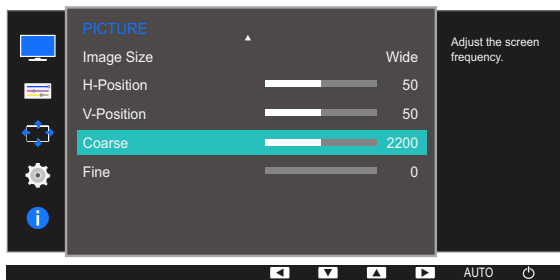 PICTURE
Image Size Wide
H-Position 50
V-Position 50
Coarse 2200
Fine 0
Adjust the screen
frequency.
AUTO